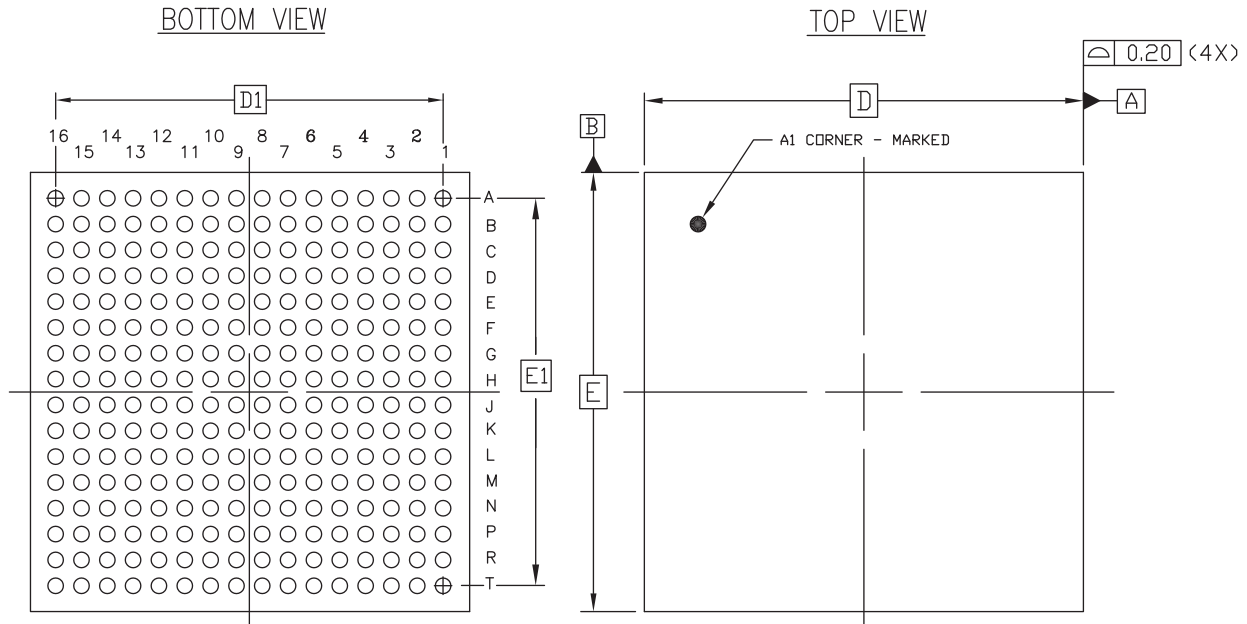 BOTTOM VIEW
TOP VIEW
0.20 (4X)
D1
D
A
16 14 12 10 8 6 4 2
15 13 11 9 7 5 3 1
B
A1 CORNER - MARKED
A
B
C
D
E
F
G
H
J
K
L
M
N
P
R
T
E1
E